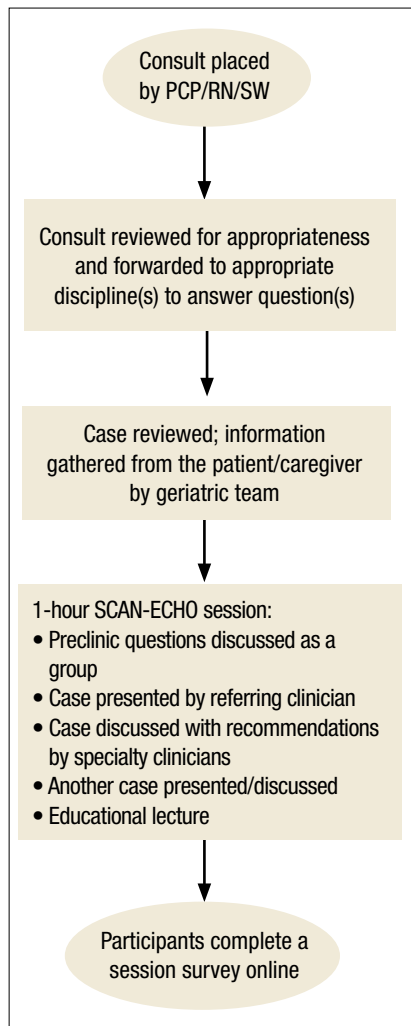 Consult placed
by PCP/RN/SW
Consult reviewed for appropriateness
and forwarded to appropriate
discipline(s) to answer question(s)
Case reviewed; information
gathered from the patient/caregiver
by geriatric team
1-hour SCAN-ECHO session:
• Preclinic questions discussed as a
group
• Case presented by referring clinician
• Case discussed with recommendations
by specialty clinicians
• Another case presented/discussed
• Educational lecture
Participants complete a
session survey online